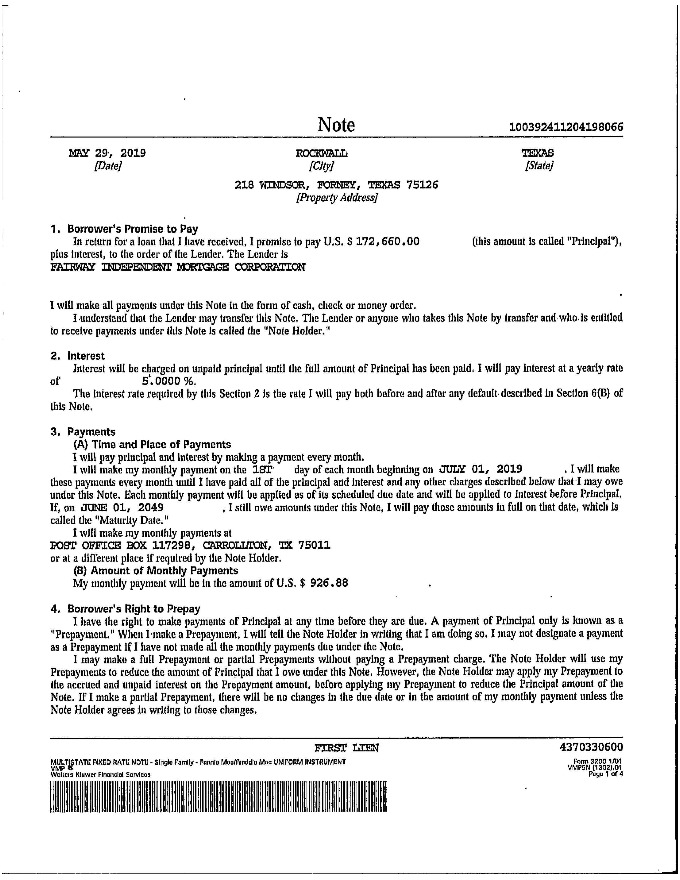 Note
100392411204198066
MAY 29, 2019 ROCKWALL TEXAS
[Date] [City] [State]
218 WINDSOR, FORNEY, TEXAS 75126
[Property Address]
1. Borrower's Promise to Pay
In return for a loan that I have received, I promise to pay U.S. $ 172,660.00 (this amount is called "Principal"),
plus interest, to the order of the Lender. The Lender is
FAIRWAY INDEPENDENT MORTGAGE CORPORATION
I will make all payments under this Note in the form of cash, check or money order.
I understand that the Lender may transfer this Note. The Lender or anyone who takes this Note by transfer and who is entitled
to receive payments under this Note is called the "Note Holder."
2. Interest
Interest will be charged on unpaid principal until the full amount of Principal has been paid. I will pay interest at a yearly rate
of 5.0000 %.
The interest rate required by this Section 2 is the rate I will pay both before and after any default described in Section 6(B) of
this Note.
3. Payments
(A) Time and Place of Payments
I will pay principal and interest by making a payment every month.
I will make my monthly payment on the 1ST day of each month beginning on JULY 01, 2019 . I will make
these payments every month until I have paid all of the principal and interest and any other charges described below that I may owe
under this Note. Each monthly payment will be applied as of its scheduled due date and will be applied to interest before Principal.
If, on JUNE 01, 2049 , I still owe amounts under this Note, I will pay those amounts in full on that date, which is
called the "Maturity Date."
I will make my monthly payments at
POST OFFICE BOX 117298, CARROLLTON, TX 75011
or at a different place if required by the Note Holder.
(B) Amount of Monthly Payments
My monthly payment will be in the amount of U.S. $ 926.88
4. Borrower's Right to Prepay
I have the right to make payments of Principal at any time before they are due. A payment of Principal only is known as a
"Prepayment." When I make a Prepayment, I will tell the Note Holder in writing that I am doing so. I may not designate a payment
as a Prepayment if I have not made all the monthly payments due under the Note.
I may make a full Prepayment or partial Prepayments without paying a Prepayment charge. The Note Holder will use my
Prepayments to reduce the amount of Principal that I owe under this Note. However, the Note Holder may apply my Prepayment to
the accrued and unpaid interest on the Prepayment amount, before applying my Prepayment to reduce the Principal amount of the
Note. If I make a partial Prepayment, there will be no changes in the due date or in the amount of my monthly payment unless the
Note Holder agrees in writing to those changes.
FIRST LIEN 4370330600
MULTISTATE FIXED RATE NOTE - Single Family - Fannie Mae/Freddie Mac UNIFORM INSTRUMENT Form 3200 1/01
VMP ® VMP5N (1302).01
Wolters Kluwer Financial Services Page 1 of 4